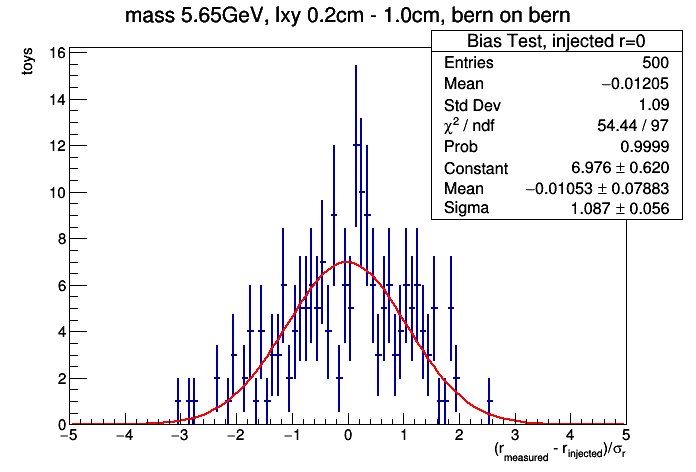 mass 5.65GeV, lxy 0.2cm - 1.0cm, bern on bern
Bias Test, injected r=0
Entries 500
Mean −0.01205
Std Dev 1.09
χ² / ndf 54.44 / 97
Prob 0.9999
Constant 6.976 ± 0.620
Mean −0.01053 ± 0.07883
Sigma 1.087 ± 0.056
toys
16
14
12
10
8
6
4
2
0
−5 −4 −3 −2 −1 0 1 2 3 4 5
(r_measured - r_injected)/σ_r